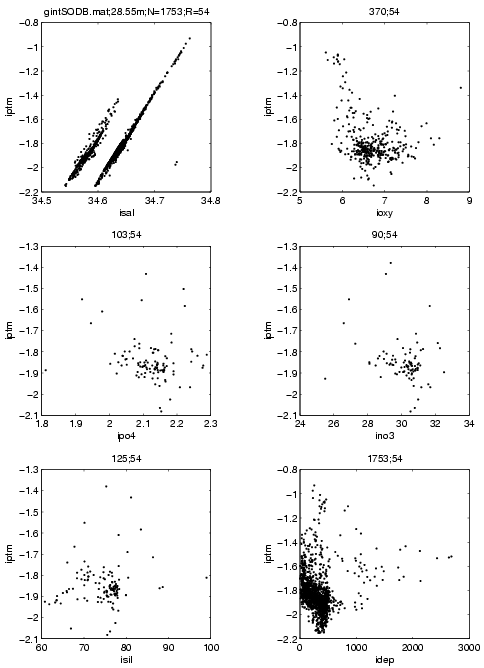 gintSODB.mat;28.55m;N=1753;R=54
370;54
−0.8
−1
−1.2
−1.4
−1.6
−1.8
−2
−2.2
iptm
34.5 34.6 34.7 34.8
isal
−0.8
−1
−1.2
−1.4
−1.6
−1.8
−2
−2.2
iptm
5 6 7 8 9
ioxy
103;54
90;54
−1.3
−1.4
−1.5
−1.6
−1.7
−1.8
−1.9
−2
−2.1
iptm
1.8 1.9 2 2.1 2.2 2.3
ipo4
−1.3
−1.4
−1.5
−1.6
−1.7
−1.8
−1.9
−2
−2.1
iptm
24 26 28 30 32 34
ino3
125;54
1753;54
−1.3
−1.4
−1.5
−1.6
−1.7
−1.8
−1.9
−2
−2.1
iptm
60 70 80 90 100
isil
−0.8
−1
−1.2
−1.4
−1.6
−1.8
−2
−2.2
iptm
0 1000 2000 3000
idep